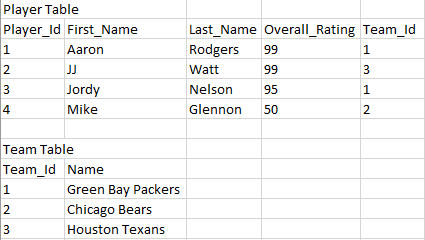 Player Table
Player_Id First_Name Last_Name Overall_Rating Team_Id
1 Aaron Rodgers 99 1
2 JJ Watt 99 3
3 Jordy Nelson 95 1
4 Mike Glennon 50 2
Team Table
Team_Id Name
1 Green Bay Packers
2 Chicago Bears
3 Houston Texans